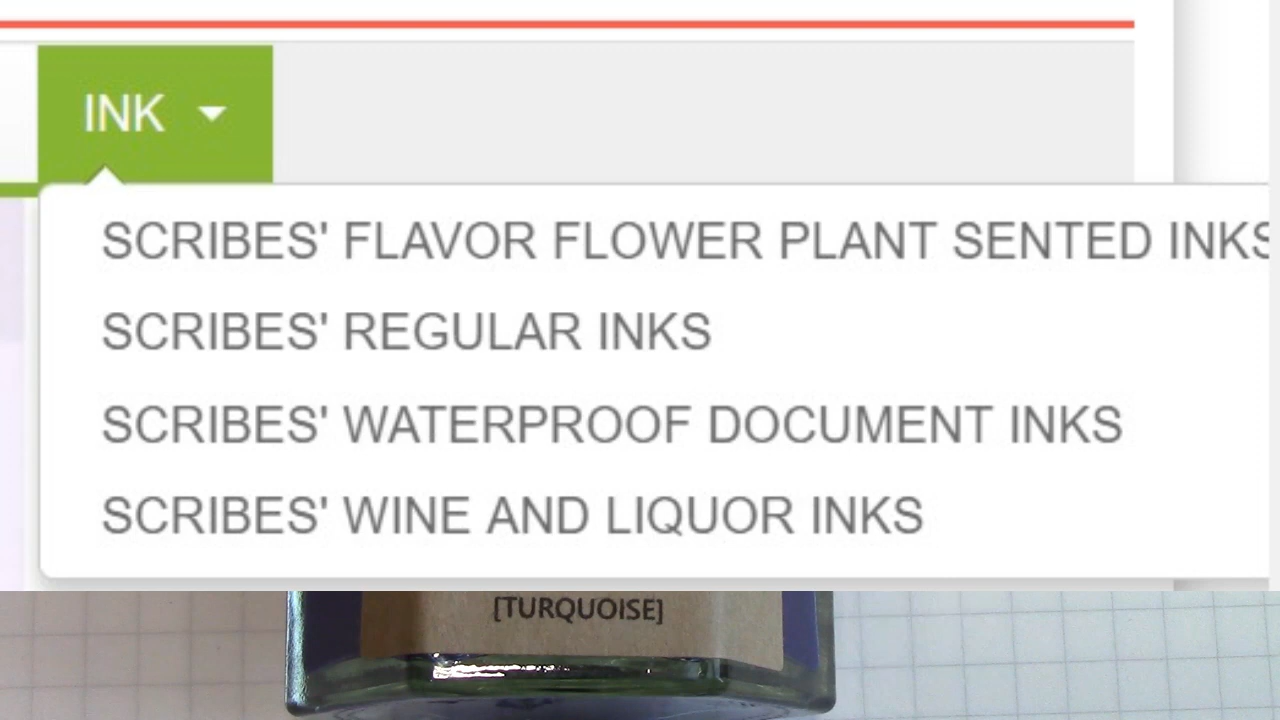 INK
SCRIBES' FLAVOR FLOWER PLANT SENTED INKS
SCRIBES' REGULAR INKS
SCRIBES' WATERPROOF DOCUMENT INKS
SCRIBES' WINE AND LIQUOR INKS
[TURQUOISE]